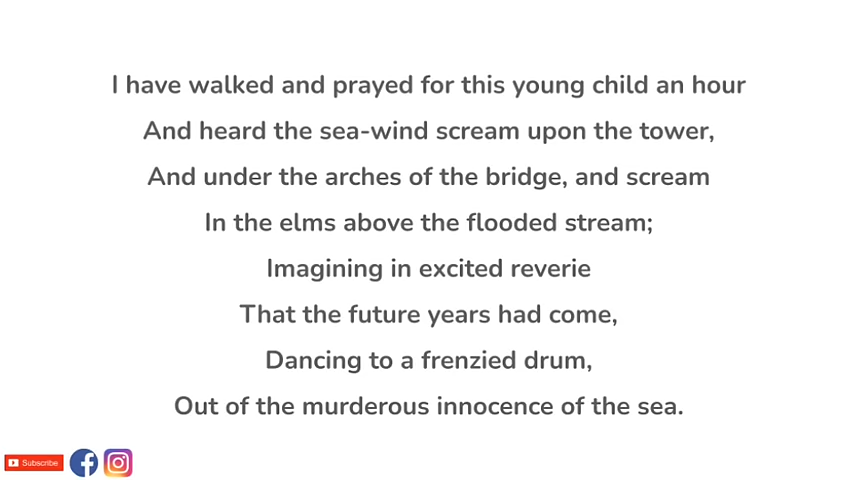 I have walked and prayed for this young child an hour
And heard the sea-wind scream upon the tower,
And under the arches of the bridge, and scream
In the elms above the flooded stream;
Imagining in excited reverie
That the future years had come,
Dancing to a frenzied drum,
Out of the murderous innocence of the sea.
Subscribe